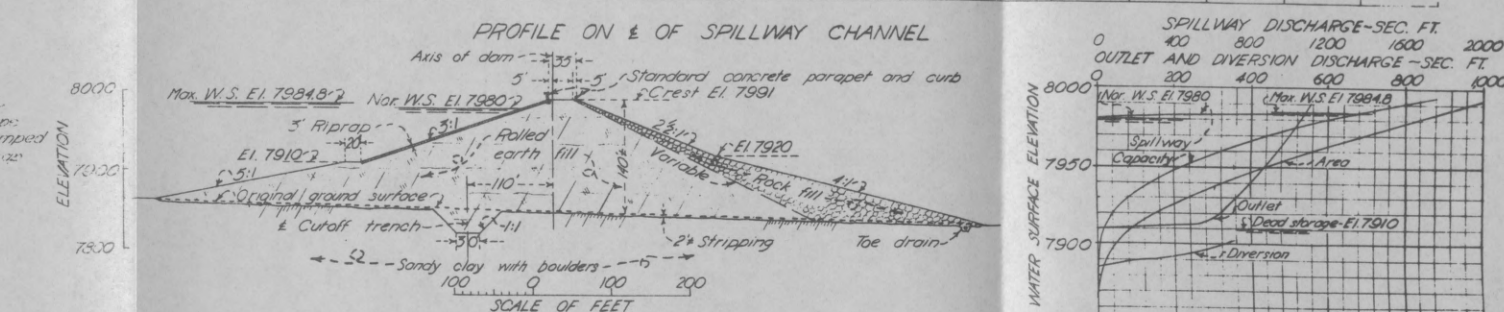 PROFILE ON ℄ OF SPILLWAY CHANNEL
Axis of dam
35'
5'
5'
Standard concrete parapet and curb
8000
Max. W.S. El. 7984.8
Nor. W.S. El. 7980
Crest El. 7991
3' Riprap
3:1
20'
Rolled
earth fill
2½:1
El. 7920
El. 7910
7900
5:1
140'
Variable
Rock
fill
4:1
ELEVATION
110'
Original ground surface
℄ Cutoff trench
1:1
30'
2'± Stripping
Toe drain
7800
Sandy clay with boulders
100 0 100 200
SCALE OF FEET
SPILLWAY DISCHARGE-SEC. FT.
0 400 800 1200 1600 2000
OUTLET AND DIVERSION DISCHARGE-SEC. FT.
0 200 400 600 800 1000
8000
Nor. W.S. El 7980
Max. W.S. El 7984.8
Spillway
Capacity
Area
7950
Outlet
Dead storage-El. 7910
7900
Diversion
WATER SURFACE ELEVATION